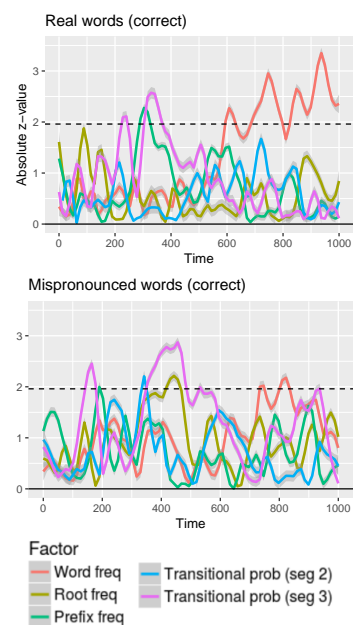 Real words (correct)
Absolute z-value
3
2
1
0
0 200 400 600 800 1000
Time
Mispronounced words (correct)
3
2
1
0
0 200 400 600 800 1000
Time
Factor
Word freq
Root freq
Prefix freq
Transitional prob (seg 2)
Transitional prob (seg 3)